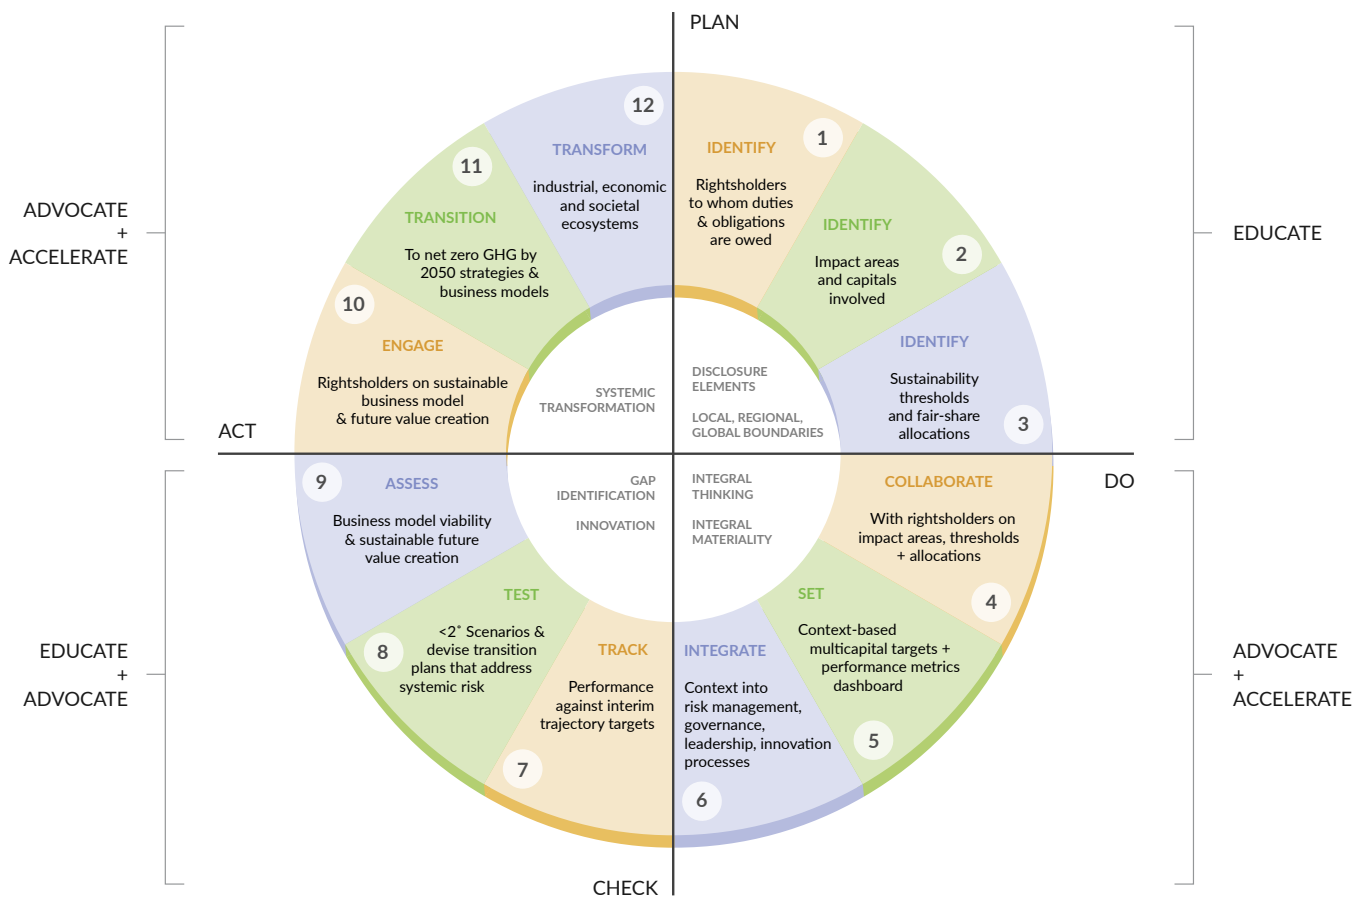 PLAN
1
IDENTIFY
Rightsholders
to whom duties
& obligations
are owed
2
IDENTIFY
Impact areas
and capitals
involved
3
IDENTIFY
Sustainability
thresholds
and fair-share
allocations
EDUCATE
DISCLOSURE
ELEMENTS
LOCAL, REGIONAL,
GLOBAL BOUNDARIES
DO
COLLABORATE
With rightsholders on
impact areas, thresholds
+ allocations
4
SET
Context-based
multicapital targets +
performance metrics
dashboard
5
INTEGRATE
Context into
risk management,
governance,
leadership, innovation
processes
6
ADVOCATE
+
ACCELERATE
INTEGRAL
THINKING
INTEGRAL
MATERIALITY
CHECK
TRACK
Performance
against interim
trajectory targets
7
TEST
<2˚ Scenarios &
devise transition
plans that address
systemic risk
8
9
ASSESS
Business model viability
& sustainable future
value creation
EDUCATE
+
ADVOCATE
GAP
IDENTIFICATION
INNOVATION
ACT
10
ENGAGE
Rightsholders on sustainable
business model
& future value creation
11
TRANSITION
To net zero GHG by
2050 strategies &
business models
12
TRANSFORM
industrial, economic
and societal
ecosystems
ADVOCATE
+
ACCELERATE
SYSTEMIC
TRANSFORMATION